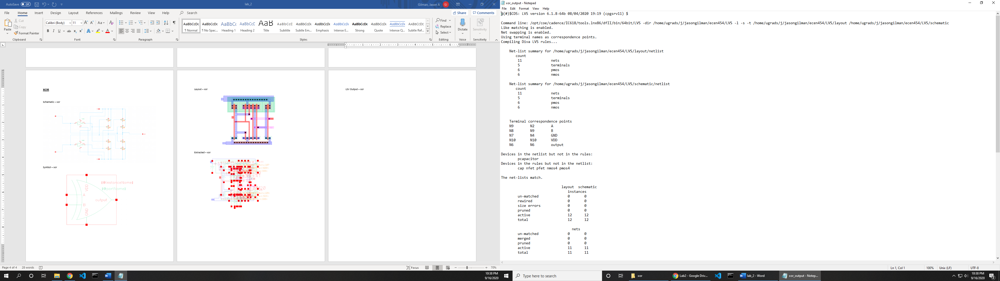 AutoSave Off lab_2 Gilman, Jason A GJ
File Home Insert Design Layout References Mailings Review View Help Search Share Comments
Paste Cut Copy Format Painter
Calibri (Body) 11
AaBbCcDc AaBbCcDc AaBbCc AaBbCcC AaB AaBbCcC AaBbCcDc AaBbCcDc AaBbCcDc AaBbCcDc AaBbCcDc AaBbCcDc AABBCCDC
¶ Normal ¶ No Spac... Heading 1 Heading 2 Title Subtitle Subtle Em... Emphasis Intense E... Strong Quote Intense Q... Subtle Ref...
Find Replace Select Dictate Sensitivity
Clipboard Font Paragraph Styles Editing Voice Sensitivity
XOR
Schematic – xor
Symbol – xor
[@instanceName]
[@partName]
VDD
A
output
B
GND
Layout – xor
Extracted – xor
LSV Output – xor
Page 4 of 4 28 words Focus 70%
10:38 PM
9/16/2020
xor_output - Notepad
File Edit Format View Help
@(#)$CDS: LVS version 6.1.8-64b 08/04/2020 19:19 (cpgsrv11) $
Command line: /opt/coe/cadence/IC618/tools.lnx86/dfII/bin/64bit/LVS -dir /home/ugrads/j/jasongilman/ecen454/LVS -l -s -t /home/ugrads/j/jasongilman/ecen454/LVS/layout /home/ugrads/j/jasongilman/ecen454/LVS/schematic
Like matching is enabled.
Net swapping is enabled.
Using terminal names as correspondence points.
Compiling Diva LVS rules...
Net-list summary for /home/ugrads/j/jasongilman/ecen454/LVS/layout/netlist
count
11 nets
5 terminals
6 pmos
6 nmos
Net-list summary for /home/ugrads/j/jasongilman/ecen454/LVS/schematic/netlist
count
11 nets
5 terminals
6 pmos
6 nmos
Terminal correspondence points
N9 N2 A
N8 N9 B
N7 N4 GND
N10 N10 VDD
N6 N6 output
Devices in the netlist but not in the rules:
pcapacitor
Devices in the rules but not in the netlist:
cap nfet pfet nmos4 pmos4
The net-lists match.
layout schematic
instances
un-matched 0 0
rewired 0 0
size errors 0 0
pruned 0 0
active 12 12
total 12 12
nets
un-matched 0 0
merged 0 0
pruned 0 0
active 11 11
total 11 11
Ln 1, Col 1 100% Unix (LF) UTF-8
Type here to search xor Lab2 - Google Driv... lab_2 - Word xor_output - Notep...
10:38 PM
9/16/2020
2